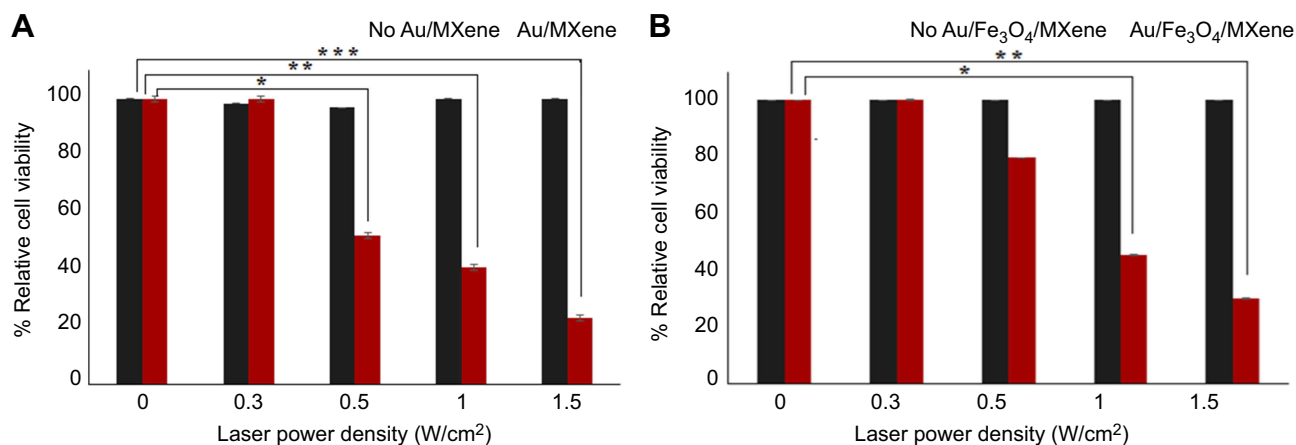 A
No Au/MXene Au/MXene
***
**
*
% Relative cell viability
100
80
60
40
20
0
0 0.3 0.5 1 1.5
Laser power density (W/cm²)
B
No Au/Fe₃O₄/MXene Au/Fe₃O₄/MXene
**
*
% Relative cell viability
100
80
60
40
20
0
0 0.3 0.5 1 1.5
Laser power density (W/cm²)